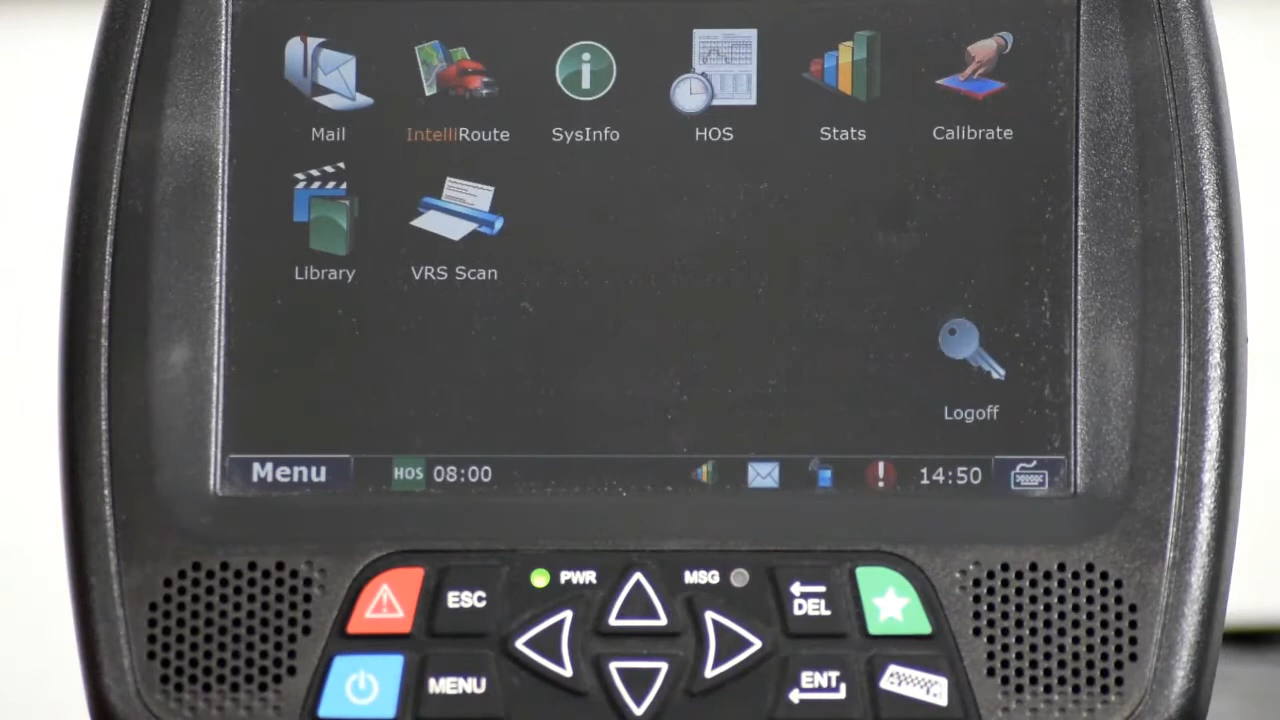 Mail IntelliRoute SysInfo HOS Stats Calibrate
Library VRS Scan
Logoff
Menu HOS 08:00 14:50
ESC PWR MSG DEL
MENU ENT